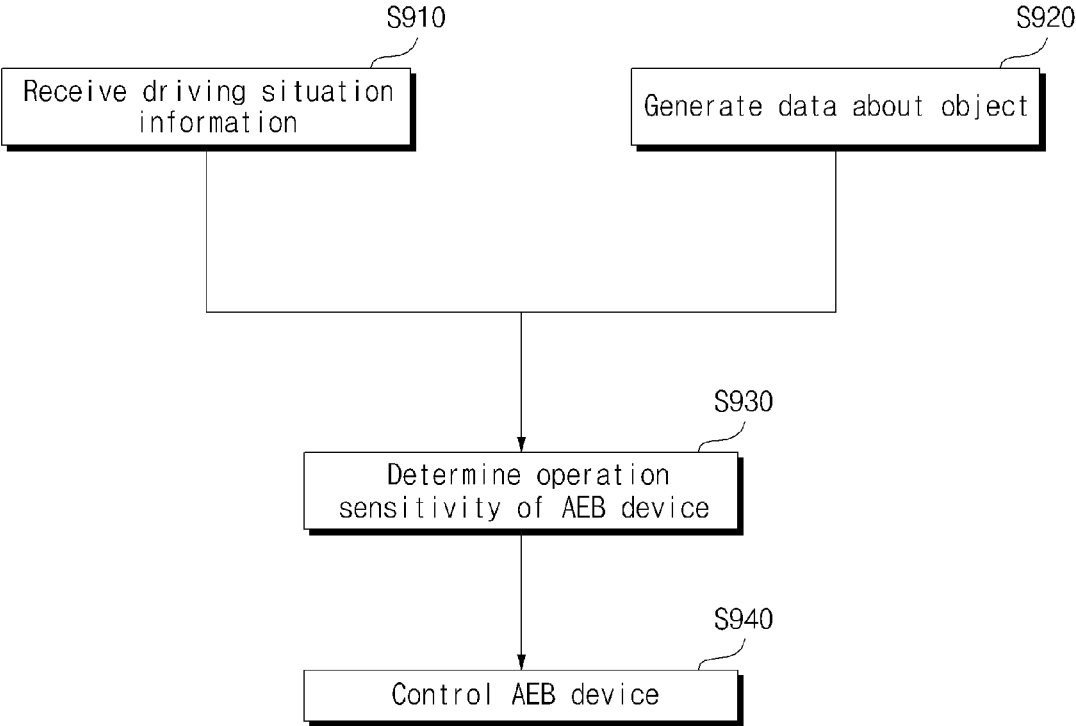 S910
S920
Receive driving situation
information
Generate data about object
S930
Determine operation
sensitivity of AEB device
S940
Control AEB device